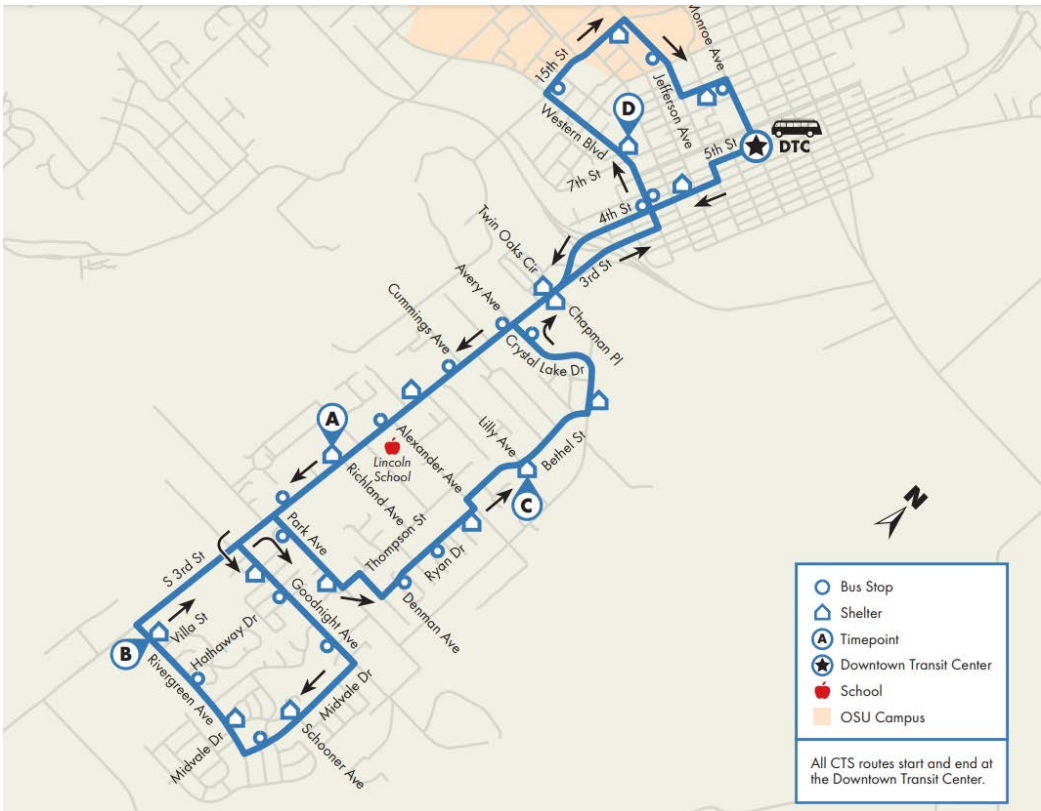 Monroe Ave
15th St
Jefferson Ave
D
Western Blvd
5th St
DTC
7th St
4th St
Twin Oaks Cir
3rd St
Avery Ave
Cummings Ave
Chapman Pl
Crystal Lake Dr
A
Lilly Ave
Bethel St
Alexander Ave
Lincoln
School
Richland Ave
C
N
Park Ave
Thompson St
Ryan Dr
S 3rd St
Goodnight Ave
Denman Ave
Villa St
Hathaway Dr
B
Rivergreen Ave
Midvale Dr
Midvale Dr
Schooner Ave
Bus Stop
Shelter
A
Timepoint
Downtown Transit Center
School
OSU Campus
All CTS routes start and end at
the Downtown Transit Center.